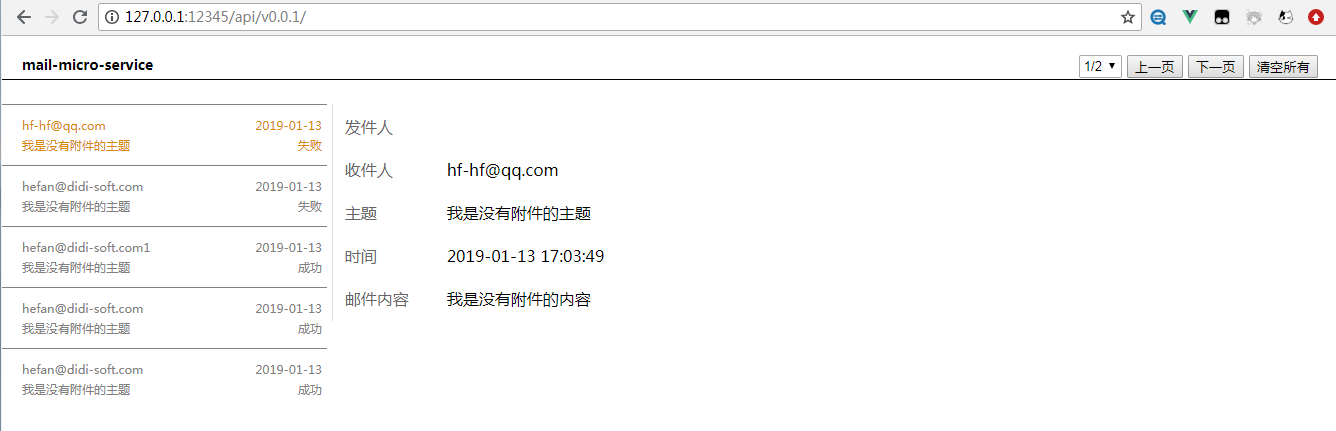 127.0.0.1:12345/api/v0.0.1/
mail-micro-service
1/2 上一页 下一页 清空所有
hf-hf@qq.com 2019-01-13
我是没有附件的主题 失败
hefan@didi-soft.com 2019-01-13
我是没有附件的主题 失败
hefan@didi-soft.com1 2019-01-13
我是没有附件的主题 成功
hefan@didi-soft.com 2019-01-13
我是没有附件的主题 成功
hefan@didi-soft.com 2019-01-13
我是没有附件的主题 成功
发件人
收件人 hf-hf@qq.com
主题 我是没有附件的主题
时间 2019-01-13 17:03:49
邮件内容 我是没有附件的内容